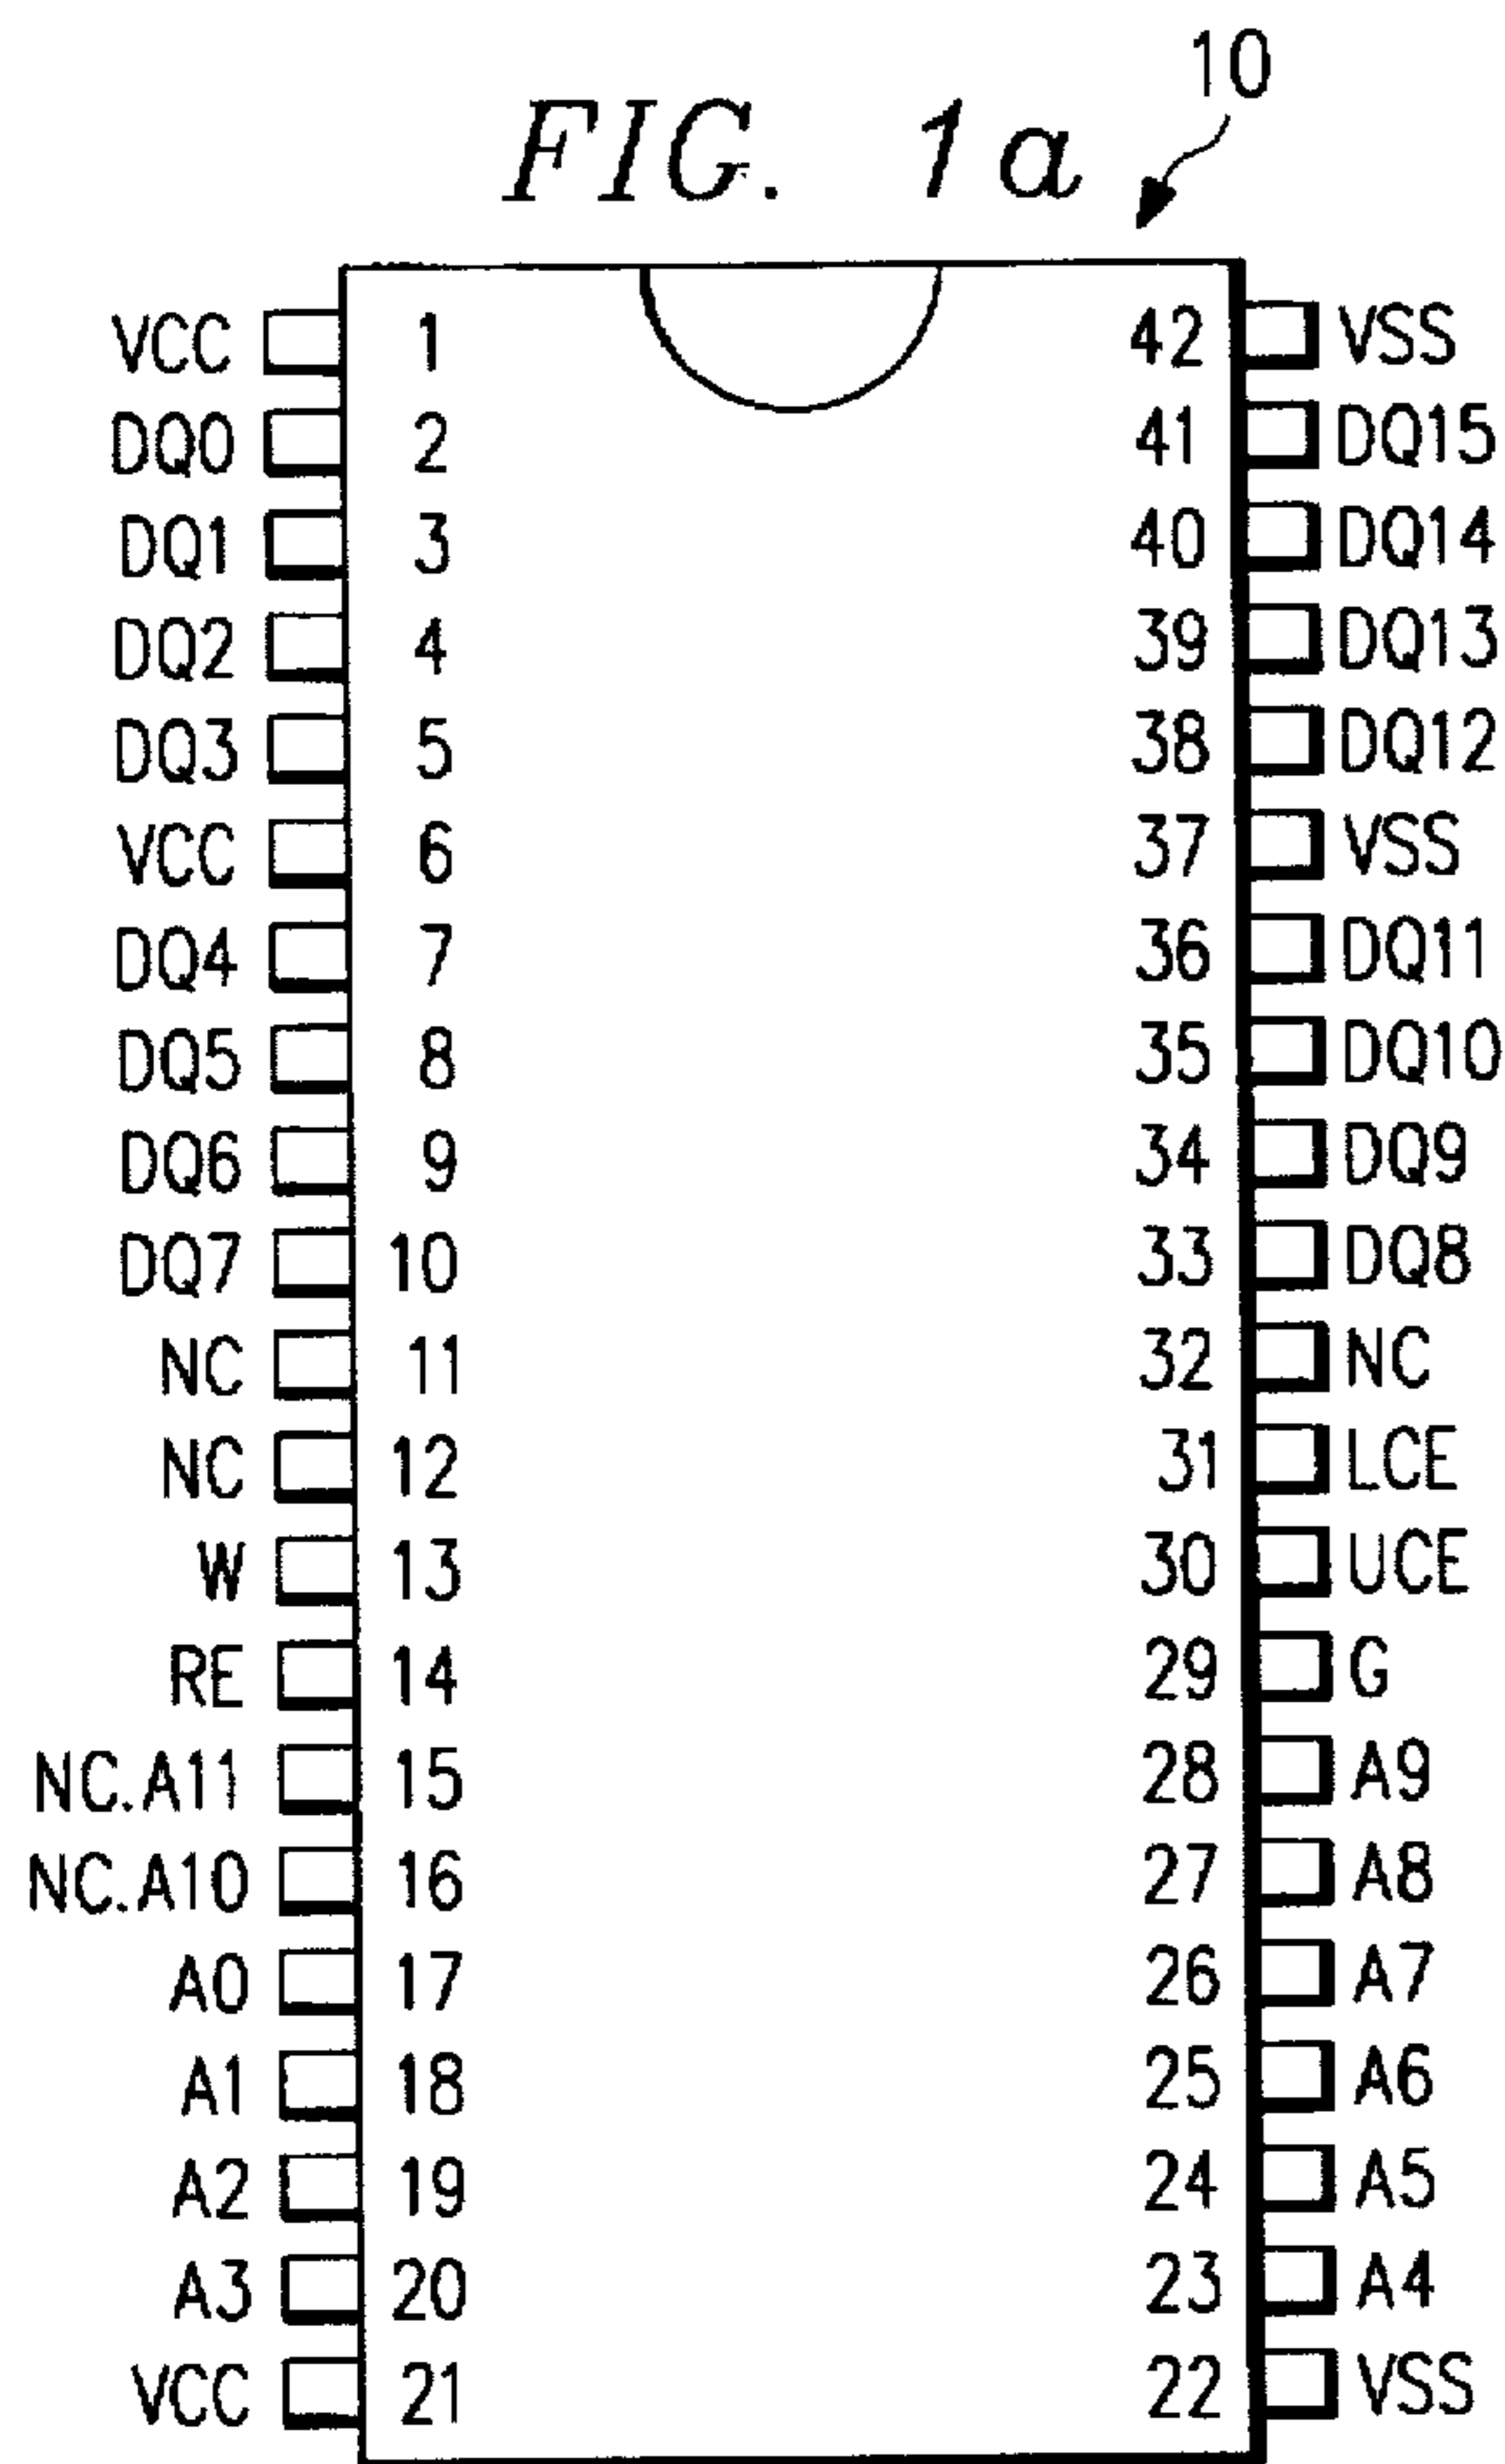 10
FIG. 1a
VCC 1 42 VSS
DQ0 2 41 DQ15
DQ1 3 40 DQ14
DQ2 4 39 DQ13
DQ3 5 38 DQ12
VCC 6 37 VSS
DQ4 7 36 DQ11
DQ5 8 35 DQ10
DQ6 9 34 DQ9
DQ7 10 33 DQ8
NC 11 32 NC
NC 12 31 LCE
W 13 30 UCE
RE 14 29 G
NC.A11 15 28 A9
NC.A10 16 27 A8
A0 17 26 A7
A1 18 25 A6
A2 19 24 A5
A3 20 23 A4
VCC 21 22 VSS